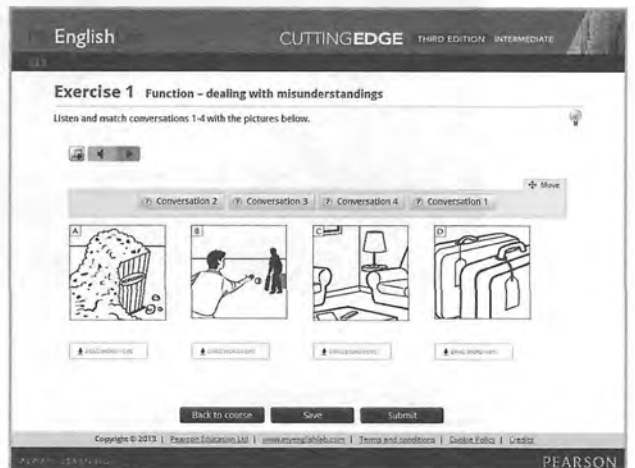 English
CUTTINGEDGE THIRD EDITION INTERMEDIATE
Exercise 1 Function – dealing with misunderstandings
Listen and match conversations 1-4 with the pictures below.
Move
? Conversation 2 ? Conversation 3 ? Conversation 4 ? Conversation 1
A B C D
Back to course Save Submit
Copyright © 2013 | Pearson Education Ltd | www.myenglishlab.com | Terms and conditions | Cookie Policy | Credits
ALWAYS LEARNING PEARSON